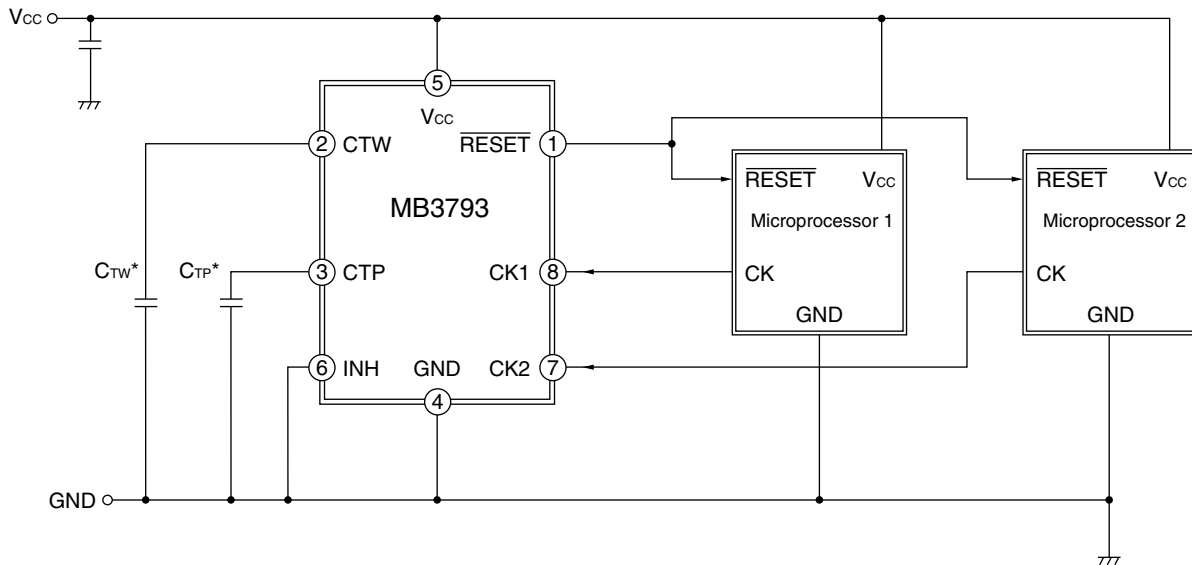 Vcc
5
Vcc
2 CTW
RESET 1
MB3793
CTW*
CTP*
3 CTP
CK1 8
6 INH
GND
CK2 7
4
GND
RESET Vcc
Microprocessor 1
CK
GND
RESET Vcc
Microprocessor 2
CK
GND